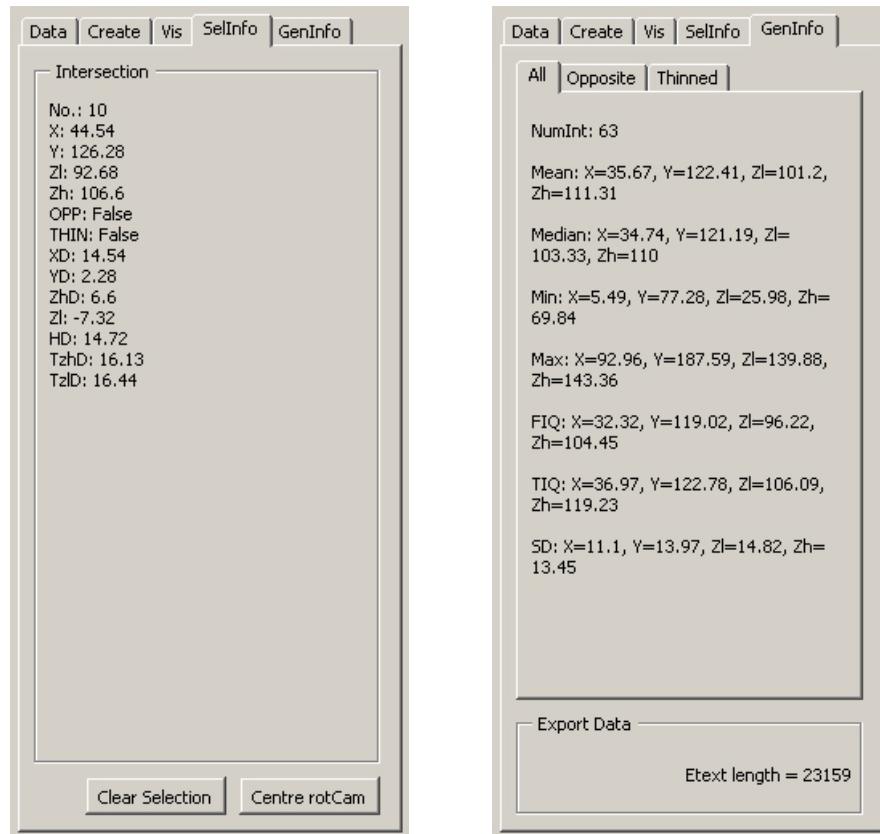 Data Create Vis SelInfo GenInfo
Intersection
No.: 10
X: 44.54
Y: 126.28
Zl: 92.68
Zh: 106.6
OPP: False
THIN: False
XD: 14.54
YD: 2.28
ZhD: 6.6
Zl: -7.32
HD: 14.72
TzhD: 16.13
TzlD: 16.44
Clear Selection Centre rotCam
Data Create Vis SelInfo GenInfo
All Opposite Thinned
NumInt: 63
Mean: X=35.67, Y=122.41, Zl=101.2,
Zh=111.31
Median: X=34.74, Y=121.19, Zl=
103.33, Zh=110
Min: X=5.49, Y=77.28, Zl=25.98, Zh=
69.84
Max: X=92.96, Y=187.59, Zl=139.88,
Zh=143.36
FIQ: X=32.32, Y=119.02, Zl=96.22,
Zh=104.45
TIQ: X=36.97, Y=122.78, Zl=106.09,
Zh=119.23
SD: X=11.1, Y=13.97, Zl=14.82, Zh=
13.45
Export Data
Etext length = 23159